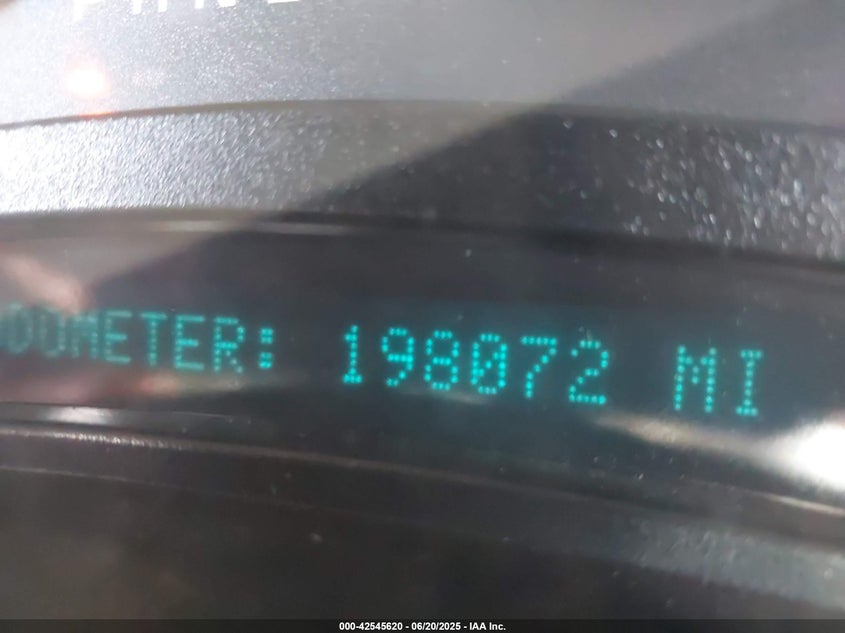 ODOMETER: 198072 MI
000-42545620 - 06/20/2025 - IAA Inc.